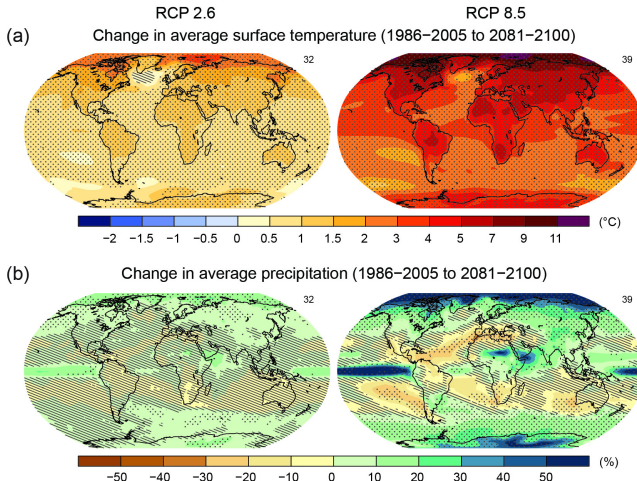 RCP 2.6 RCP 8.5
(a) Change in average surface temperature (1986−2005 to 2081−2100)
32 39
(°C)
−2 −1.5 −1 −0.5 0 0.5 1 1.5 2 3 4 5 7 9 11
(b) Change in average precipitation (1986−2005 to 2081−2100)
32 39
(%)
−50 −40 −30 −20 −10 0 10 20 30 40 50